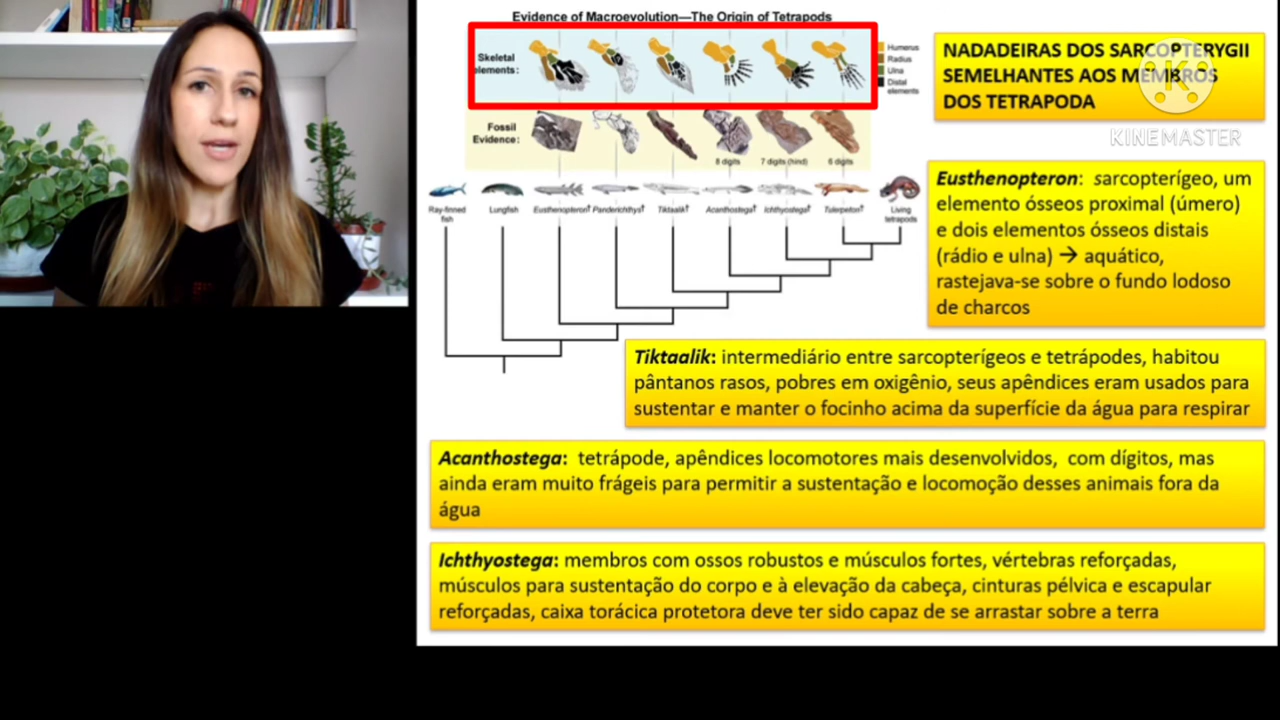 Evidence of Macroevolution—The Origin of Tetrapods
Skeletal
elements:
Humerus
Radius
Ulna
Distal
elements
Fossil
Evidence:
8 digits 7 digits (hind) 6 digits
Ray-finned
fish
Lungfish
Eusthenopteron†
Panderichthys†
Tiktaalik†
Acanthostega†
Ichthyostega†
Tulerpeton†
Living
tetrapods
NADADEIRAS DOS SARCOPTERYGII
SEMELHANTES AOS MEMBROS
DOS TETRAPODA
KINEMASTER
Eusthenopteron: sarcopterígeo, um
elemento ósseos proximal (úmero)
e dois elementos ósseos distais
(rádio e ulna) → aquático,
rastejava-se sobre o fundo lodoso
de charcos
Tiktaalik: intermediário entre sarcopterígeos e tetrápodes, habitou
pântanos rasos, pobres em oxigênio, seus apêndices eram usados para
sustentar e manter o focinho acima da superfície da água para respirar
Acanthostega: tetrápode, apêndices locomotores mais desenvolvidos, com dígitos, mas
ainda eram muito frágeis para permitir a sustentação e locomoção desses animais fora da
água
Ichthyostega: membros com ossos robustos e músculos fortes, vértebras reforçadas,
músculos para sustentação do corpo e à elevação da cabeça, cinturas pélvica e escapular
reforçadas, caixa torácica protetora deve ter sido capaz de se arrastar sobre a terra